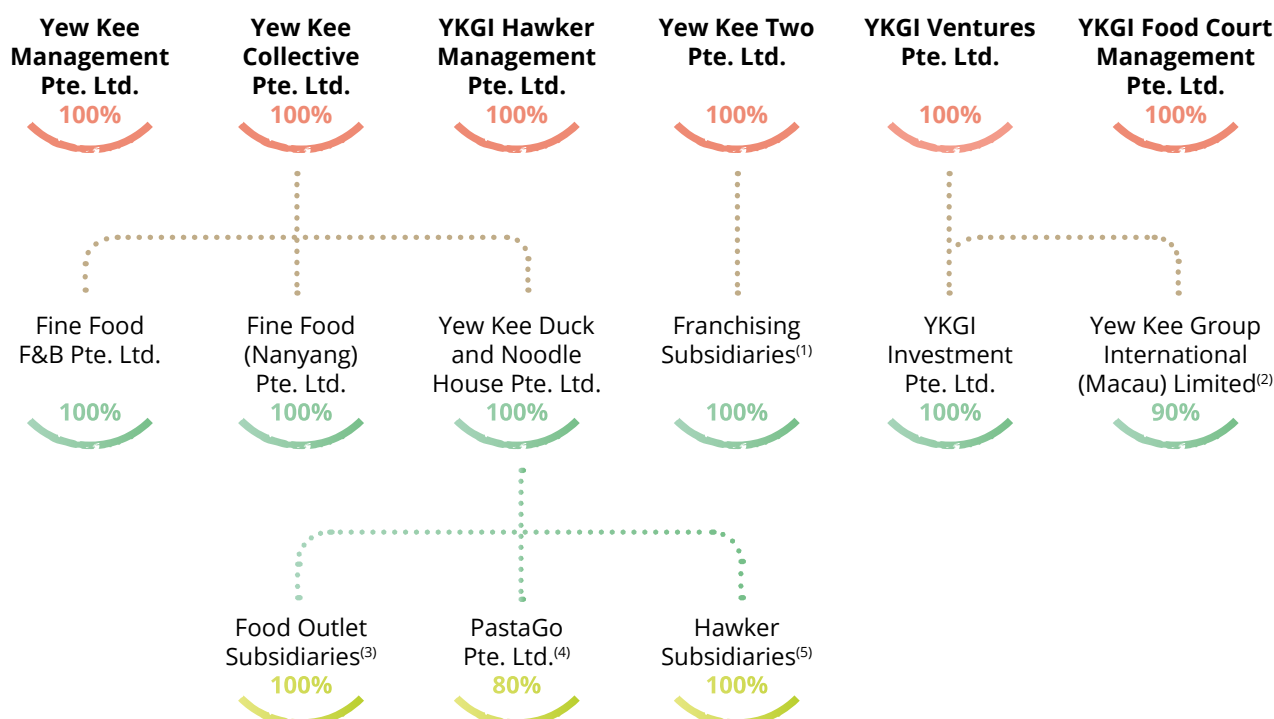 Yew Kee
Management
Pte. Ltd.
100%
Yew Kee
Collective
Pte. Ltd.
100%
YKGI Hawker
Management
Pte. Ltd.
100%
Yew Kee Two
Pte. Ltd.
100%
YKGI Ventures
Pte. Ltd.
100%
YKGI Food Court
Management
Pte. Ltd.
100%
Fine Food
F&B Pte. Ltd.
100%
Fine Food
(Nanyang)
Pte. Ltd.
100%
Yew Kee Duck
and Noodle
House Pte. Ltd.
100%
Franchising
Subsidiaries(1)
100%
YKGI
Investment
Pte. Ltd.
100%
Yew Kee Group
International
(Macau) Limited(2)
90%
Food Outlet
Subsidiaries(3)
100%
PastaGo
Pte. Ltd.(4)
80%
Hawker
Subsidiaries(5)
100%